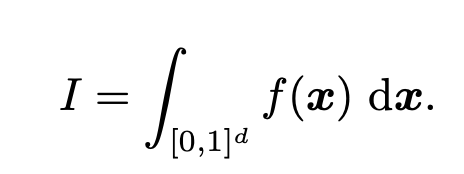 I = ∫_{[0,1]^d} f(𝒙) d𝒙.